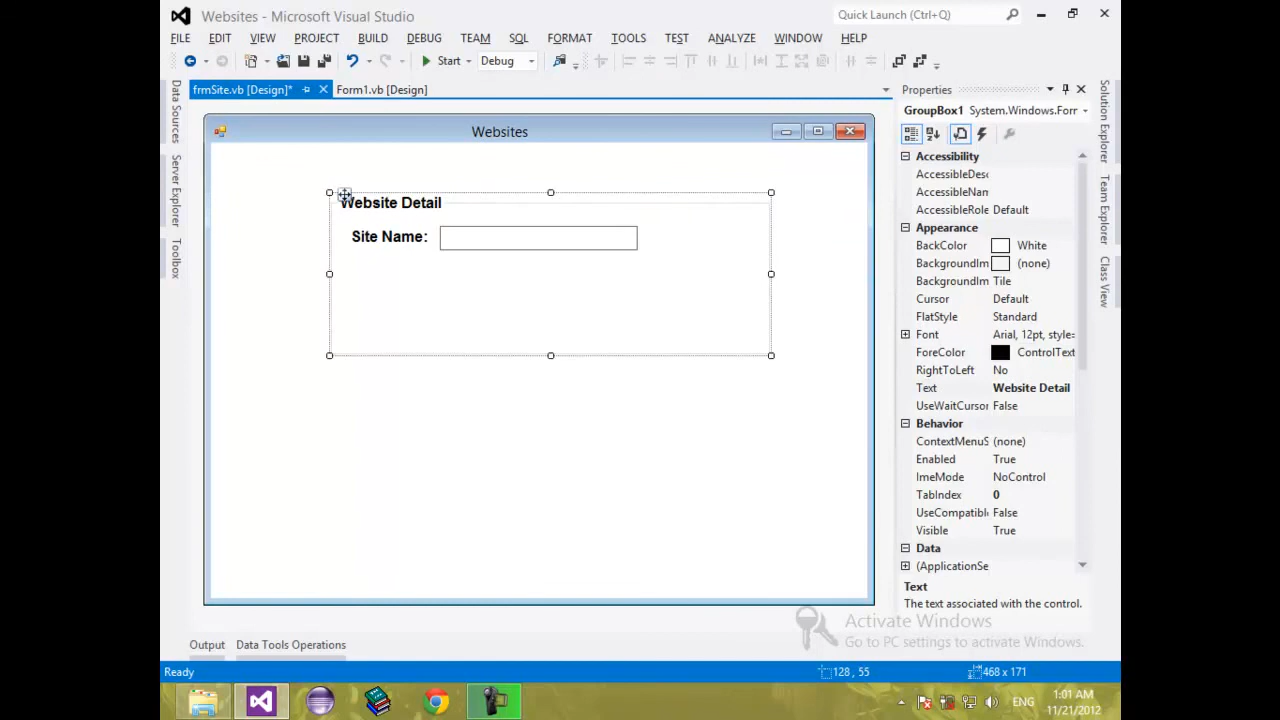 Websites - Microsoft Visual Studio
Quick Launch (Ctrl+Q)
FILE EDIT VIEW PROJECT BUILD DEBUG TEAM SQL FORMAT TOOLS TEST ANALYZE WINDOW HELP
Start Debug
frmSite.vb [Design]* Form1.vb [Design]
Data Sources
Server Explorer
Toolbox
Websites
Website Detail
Site Name:
Properties
GroupBox1 System.Windows.Forr
Accessibility
AccessibleDesc
AccessibleNam
AccessibleRole Default
Appearance
BackColor White
BackgroundIm (none)
BackgroundIm Tile
Cursor Default
FlatStyle Standard
Font Arial, 12pt, style=
ForeColor ControlText
RightToLeft No
Text Website Detail
UseWaitCursor False
Behavior
ContextMenuS (none)
Enabled True
ImeMode NoControl
TabIndex 0
UseCompatible False
Visible True
Data
(ApplicationSe
Text
The text associated with the control.
Solution Explorer
Team Explorer
Class View
Activate Windows
Go to PC settings to activate Windows.
Output Data Tools Operations
Ready 128 , 55 468 x 171
ENG
1:01 AM
11/21/2012